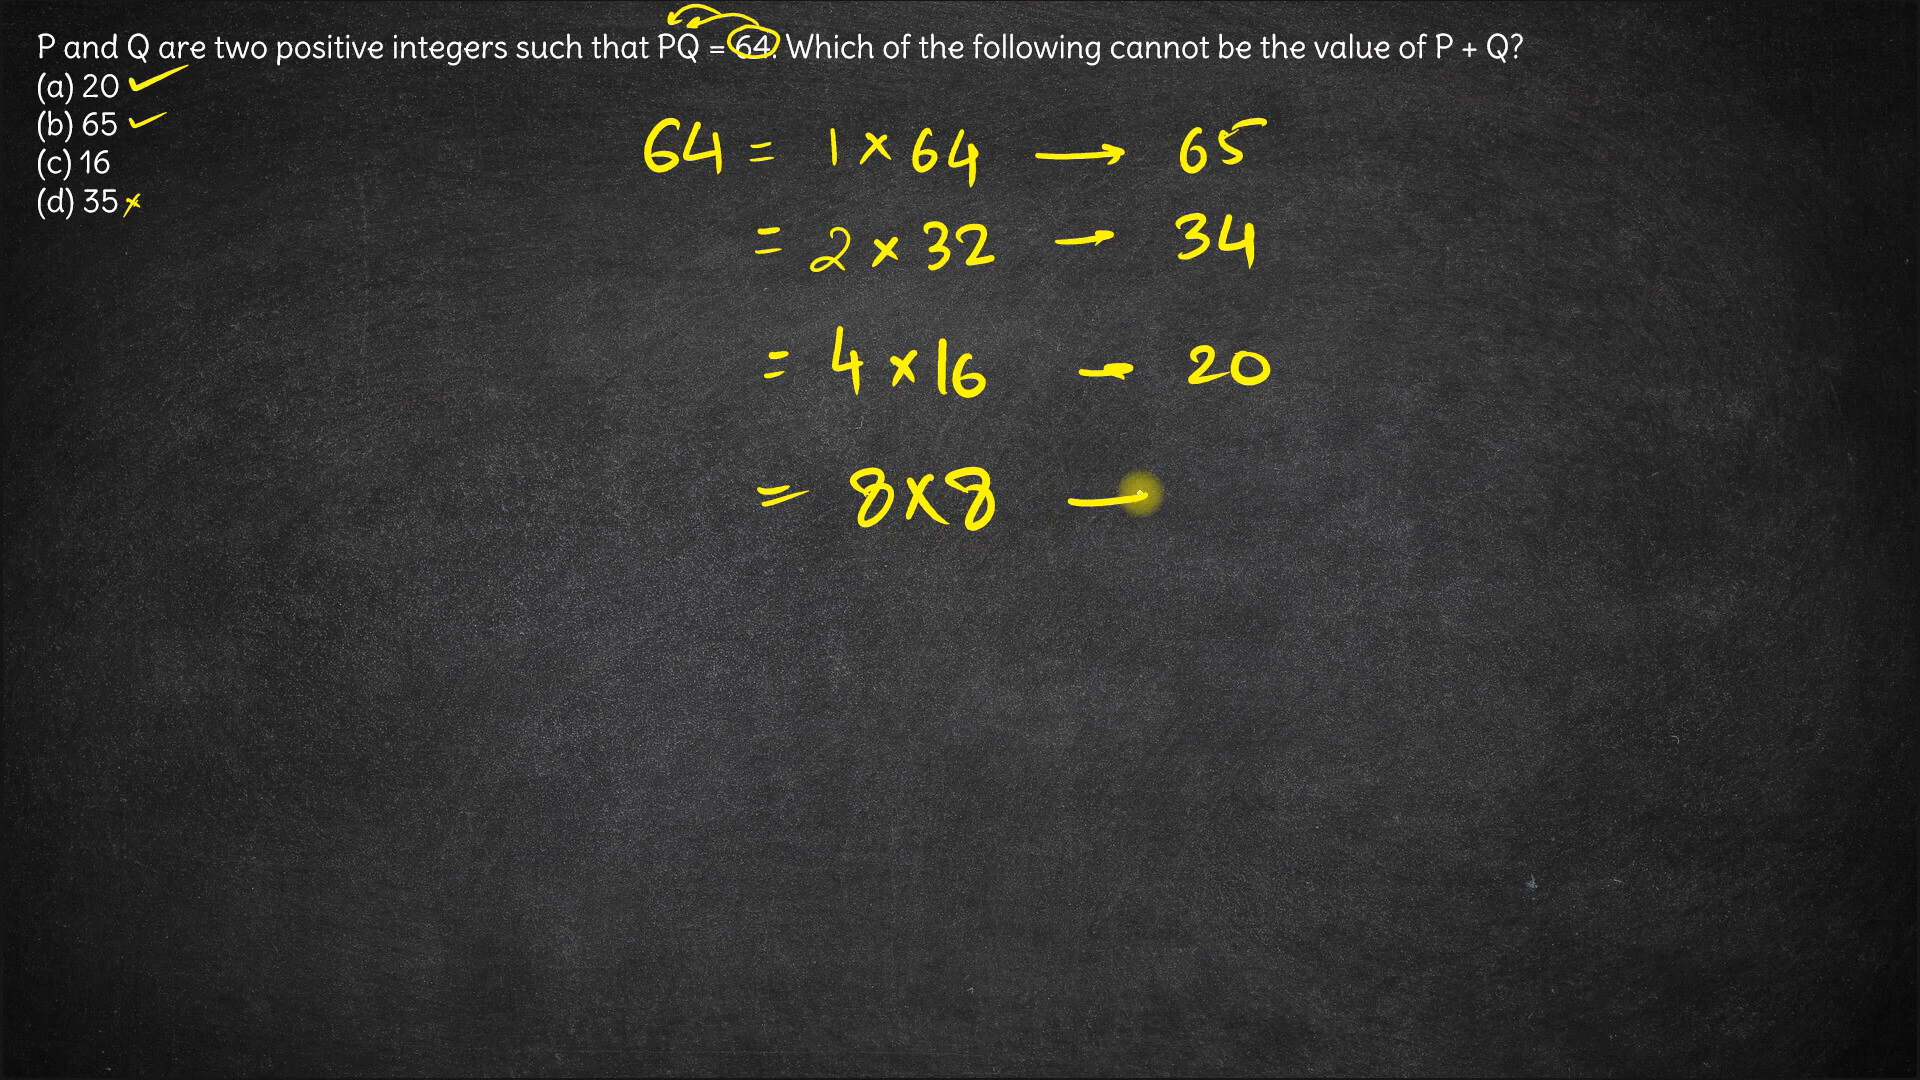 P and Q are two positive integers such that PQ = 64. Which of the following cannot be the value of P + Q?
(a) 20 ✓
(b) 65 ✓
(c) 16
(d) 35 ×
64 = 1 × 64 → 65
= 2 × 32 → 34
= 4 × 16 → 20
= 8 × 8 —